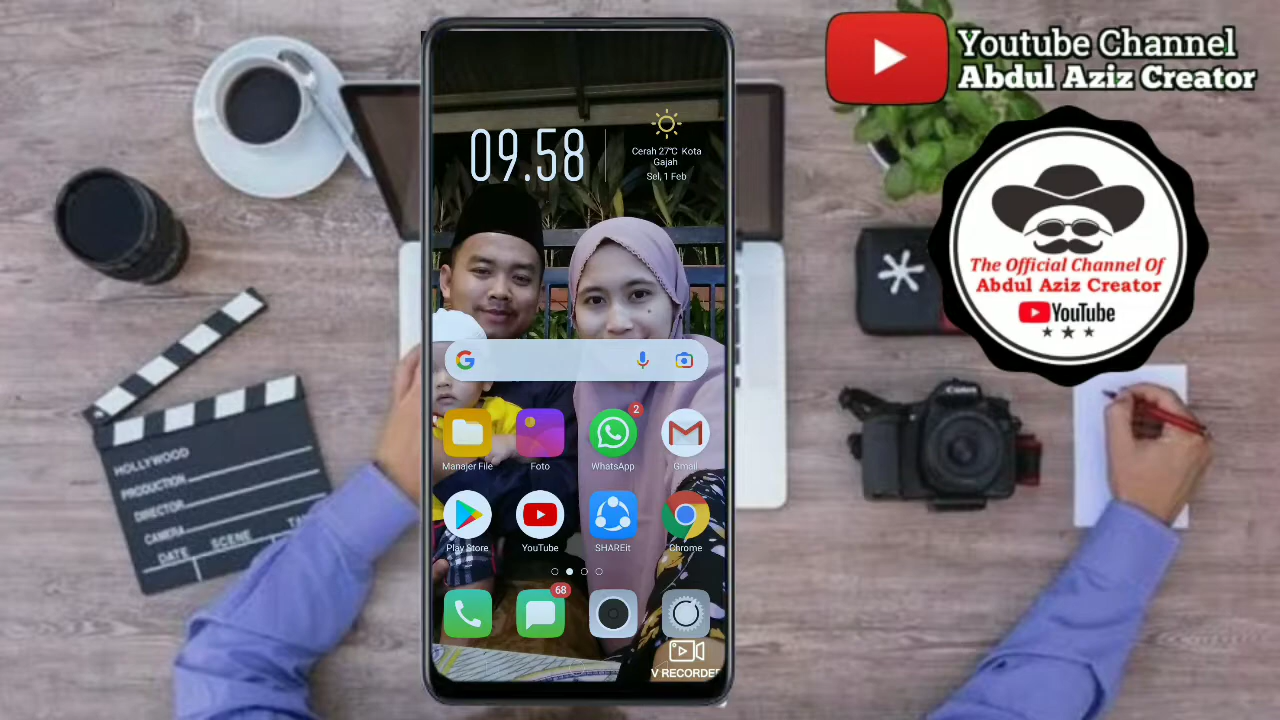 Youtube Channel
Abdul Aziz Creator
The Official Channel Of
Abdul Aziz Creator
YouTube
09.58
Cerah 27°C Kota
Gajah
Sel, 1 Feb
2
Manajer File
Foto
WhatsApp
Gmail
Play Store
YouTube
SHAREit
Chrome
68
V RECORDER
HOLLYWOOD
PRODUCTION
DIRECTOR
CAMERA
DATE
SCENE
Canon